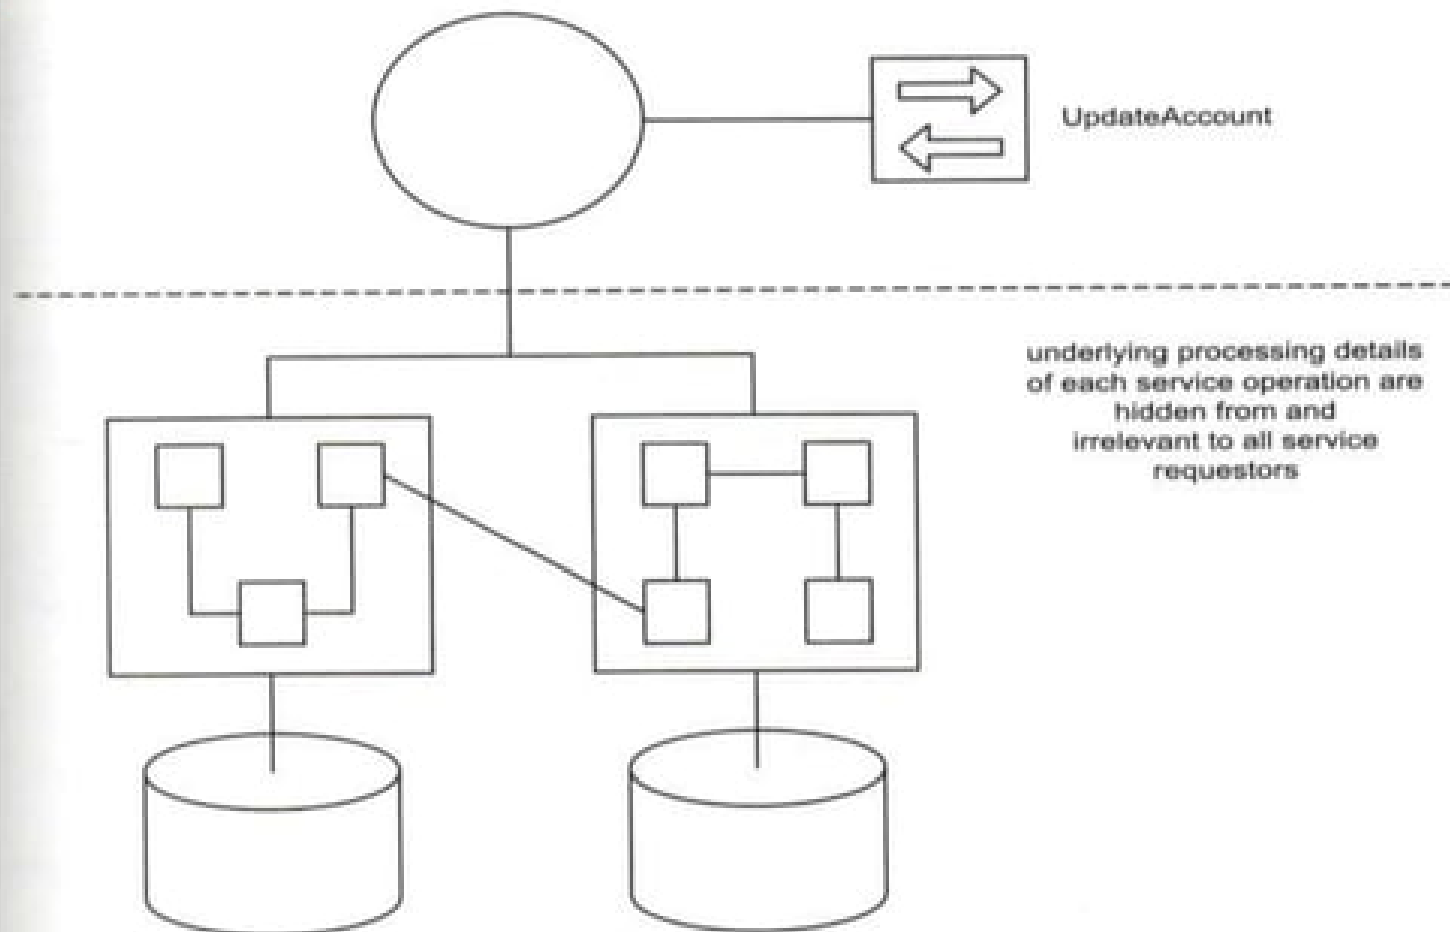 UpdateAccount
underlying processing details
of each service operation are
hidden from and
irrelevant to all service
requestors